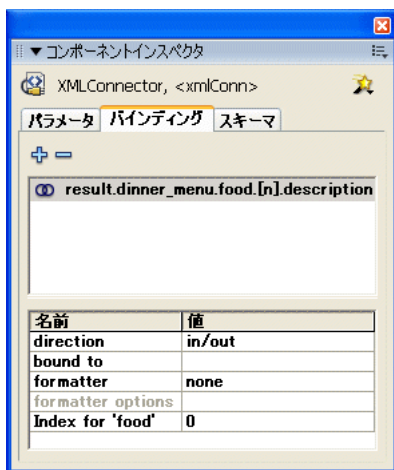 ▼ コンポーネントインスペクタ
XMLConnector, <xmlConn>
パラメータ バインディング スキーマ
result.dinner_menu.food.[n].description
名前 値
direction in/out
bound to
formatter none
formatter options
Index for 'food' 0